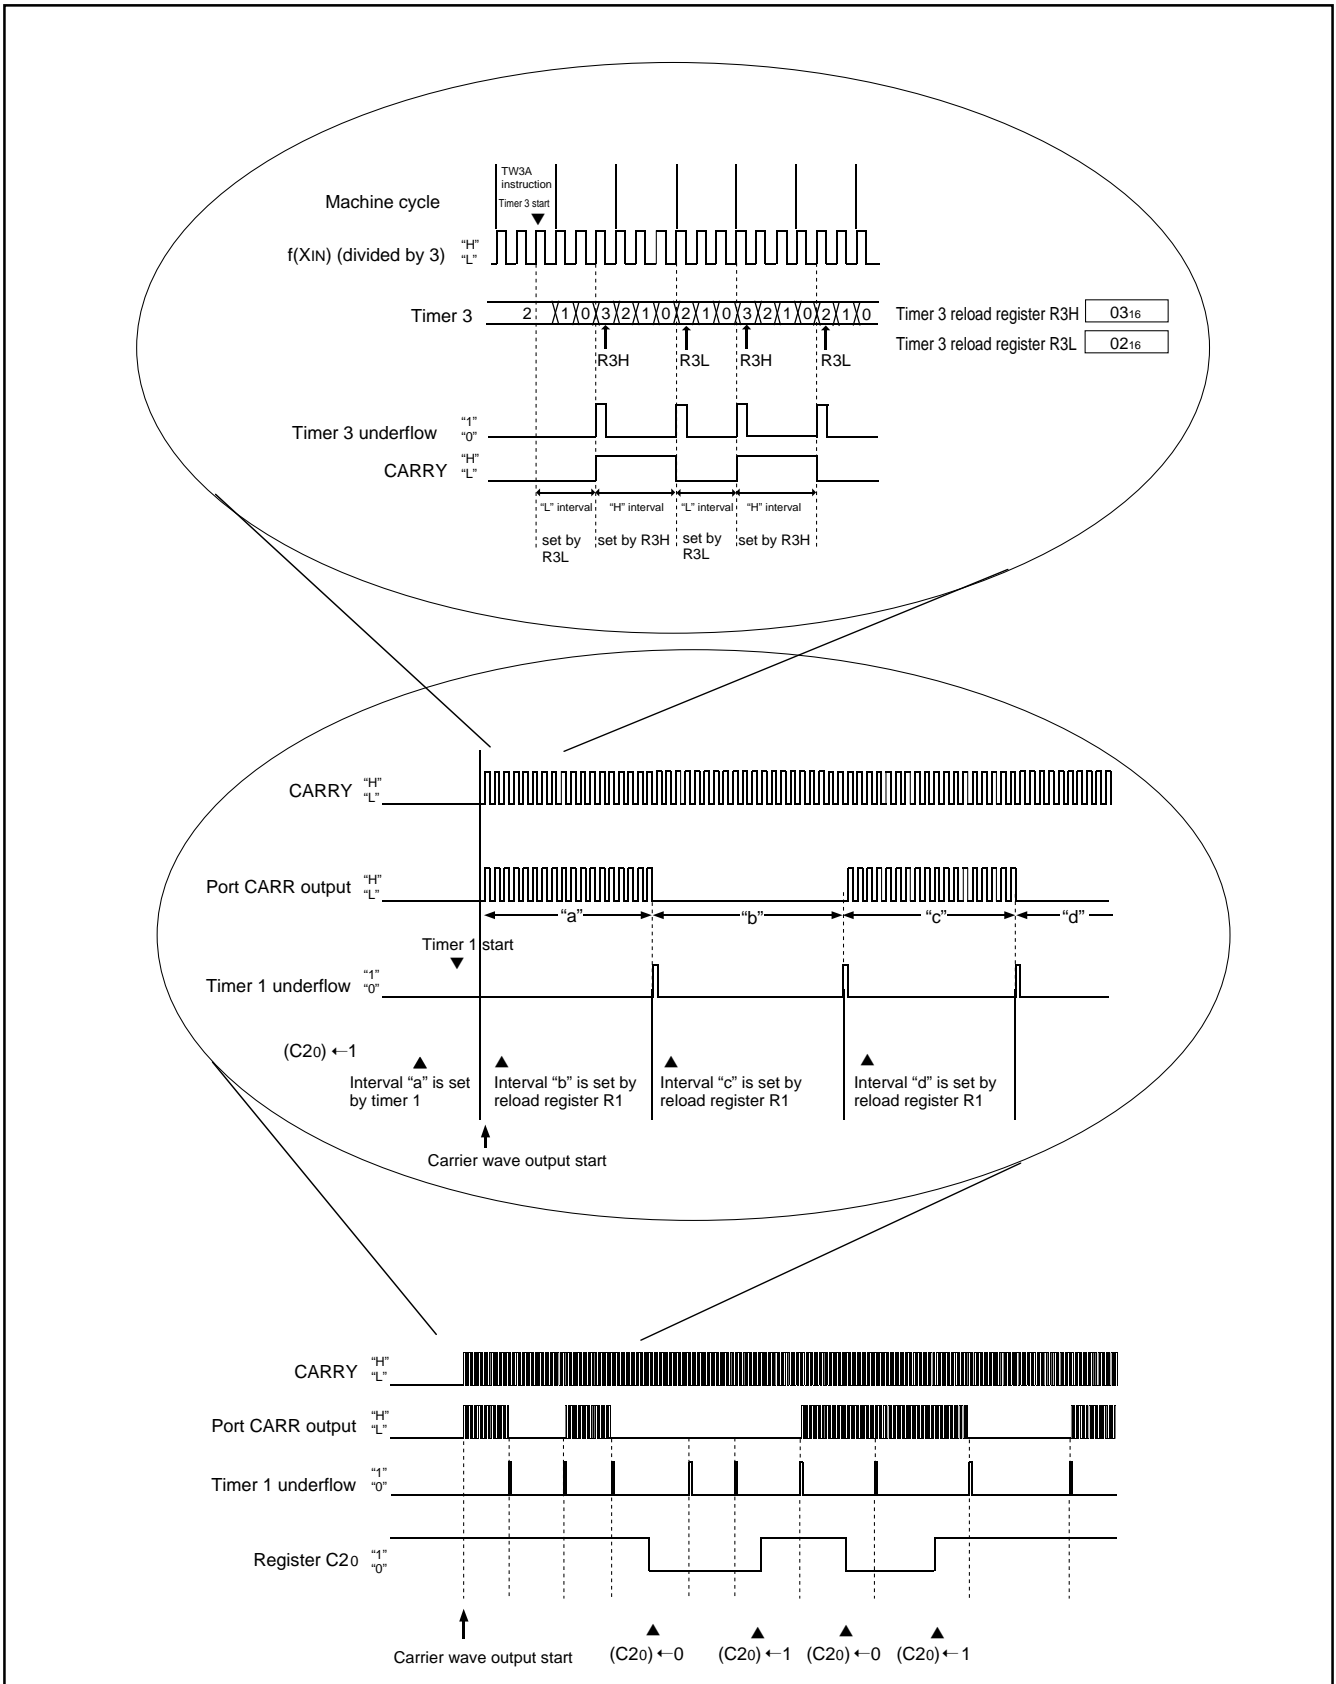 TW3A
instruction
Machine cycle
Timer 3 start
f(XIN) (divided by 3) “H”
“L”
Timer 3 2 1 0 3 2 1 0 2 1 0 3 2 1 0 2 1 0
Timer 3 reload register R3H 0316
Timer 3 reload register R3L 0216
R3H R3L R3H R3L
Timer 3 underflow “1”
“0”
CARRY “H”
“L”
“L” interval “H” interval “L” interval “H” interval
set by
R3L
set by R3H
set by
R3L
set by R3H
CARRY “H”
“L”
Port CARR output “H”
“L”
“a” “b” “c” “d”
Timer 1 start
Timer 1 underflow “1”
“0”
(C20) ←1
Interval “a” is set
by timer 1
Interval “b” is set by
reload register R1
Interval “c” is set by
reload register R1
Interval “d” is set by
reload register R1
Carrier wave output start
CARRY “H”
“L”
Port CARR output “H”
“L”
Timer 1 underflow “1”
“0”
Register C20 “1”
“0”
Carrier wave output start
(C20) ←0 (C20) ←1 (C20) ←0 (C20) ←1